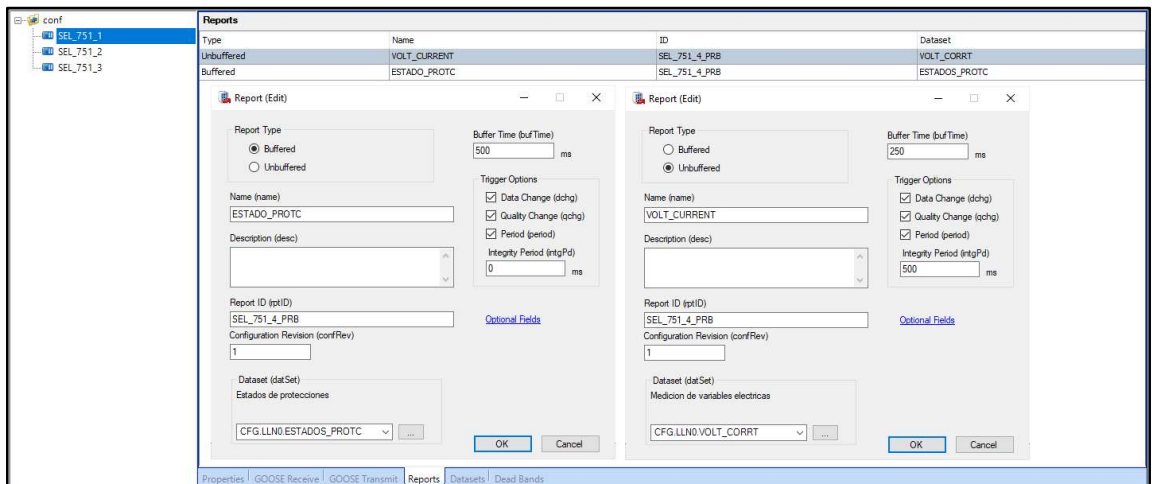 conf
SEL_751_1
SEL_751_2
SEL_751_3
Reports
Type Name ID Dataset
Unbuffered VOLT_CURRENT SEL_751_4_PRB VOLT_CORRT
Buffered ESTADO_PROTC SEL_751_4_PRB ESTADOS_PROTC
Report (Edit)
Report Type
Buffered
Unbuffered
Buffer Time (bufTime)
500 ms
Trigger Options
Data Change (dchg)
Quality Change (qchg)
Period (period)
Integrity Period (intgPd)
0 ms
Name (name)
ESTADO_PROTC
Description (desc)
Report ID (rptID)
SEL_751_4_PRB
Optional Fields
Configuration Revision (confRev)
1
Dataset (datSet)
Estados de protecciones
CFG.LLN0.ESTADOS_PROTC ...
OK Cancel
Report (Edit)
Report Type
Buffered
Unbuffered
Buffer Time (bufTime)
250 ms
Trigger Options
Data Change (dchg)
Quality Change (qchg)
Period (period)
Integrity Period (intgPd)
500 ms
Name (name)
VOLT_CURRENT
Description (desc)
Report ID (rptID)
SEL_751_4_PRB
Optional Fields
Configuration Revision (confRev)
1
Dataset (datSet)
Medicion de variables electricas
CFG.LLN0.VOLT_CORRT ...
OK Cancel
Properties GOOSE Receive GOOSE Transmit Reports Datasets Dead Bands